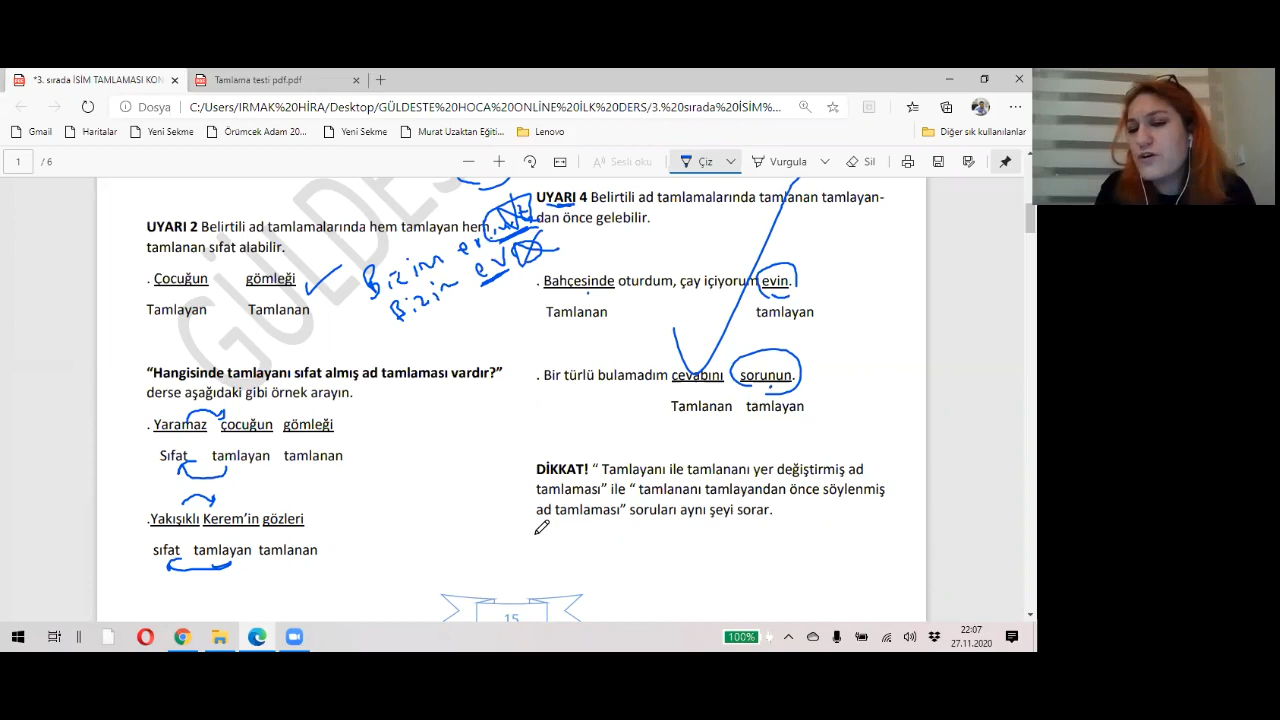 *3. sırada İSİM TAMLAMASI KON
Tamlama testi pdf.pdf
Dosya
C:/Users/IRMAK%20HİRA/Desktop/GÜLDESTE%20HOCA%20ONLİNE%20İLK%20DERS/3.%20sırada%20İSİM%...
Gmail
Haritalar
Yeni Sekme
Örümcek Adam 20...
Yeni Sekme
Murat Uzaktan Eğiti...
Lenovo
Diğer sık kullanılanlar
1 / 6
Sesli oku
Çiz
Vurgula
Sil
GÜLDESTE
UYARI 2 Belirtili ad tamlamalarında hem tamlayan hem
tamlanan sıfat alabilir.
. Çocuğun gömleği
Tamlayan Tamlanan
Bizim
Bizim ev
"Hangisinde tamlayanı sıfat almış ad tamlaması vardır?"
derse aşağıdaki gibi örnek arayın.
. Yaramaz çocuğun gömleği
Sıfat tamlayan tamlanan
.Yakışıklı Kerem'in gözleri
sıfat tamlayan tamlanan
UYARI 4 Belirtili ad tamlamalarında tamlanan tamlayan-
dan önce gelebilir.
. Bahçesinde oturdum, çay içiyorum evin.
Tamlanan tamlayan
. Bir türlü bulamadım cevabını sorunun.
Tamlanan tamlayan
DİKKAT! " Tamlayanı ile tamlananı yer değiştirmiş ad
tamlaması" ile " tamlananı tamlayandan önce söylenmiş
ad tamlaması" soruları aynı şeyi sorar.
15
100%
22:07
27.11.2020